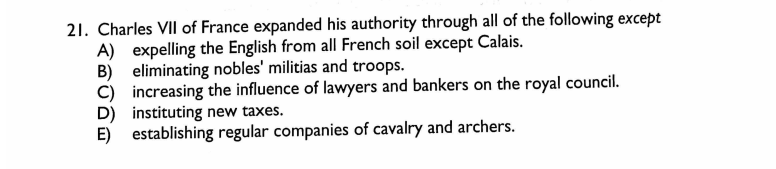 21. Charles VII of France expanded his authority through all of the following except
A) expelling the English from all French soil except Calais.
B) eliminating nobles' militias and troops.
C) increasing the influence of lawyers and bankers on the royal council.
D) instituting new taxes.
E) establishing regular companies of cavalry and archers.